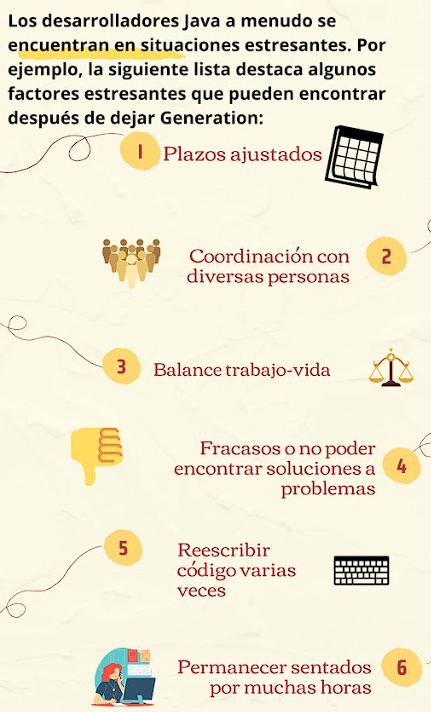 Los desarrolladores Java a menudo se
encuentran en situaciones estresantes. Por
ejemplo, la siguiente lista destaca algunos
factores estresantes que pueden encontrar
después de dejar Generation:
1 Plazos ajustados
Coordinación con 2
diversas personas
3 Balance trabajo-vida
Fracasos o no poder
encontrar soluciones a 4
problemas
5 Reescribir
código varias
veces
Permanecer sentados 6
por muchas horas